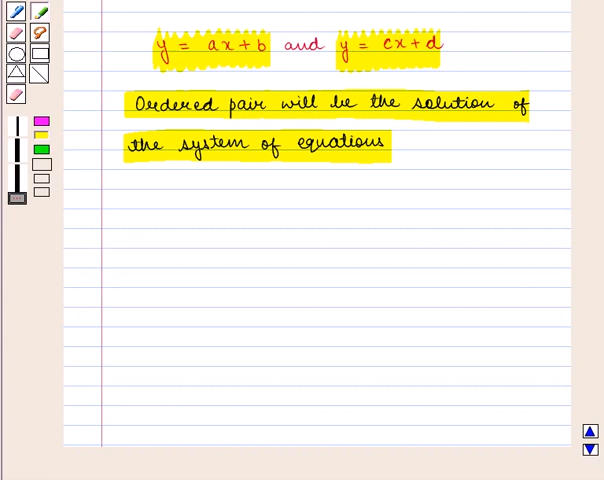 y = ax + b and y = cx + d
Ordered pair will be the solution of
the system of equations